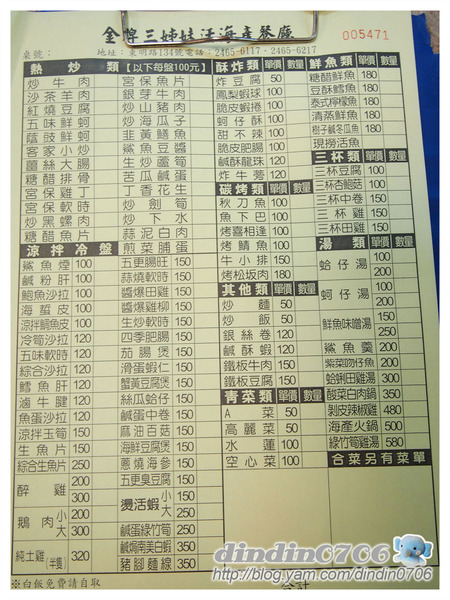 金牌三姊妹汪海產餐廳
005471
桌號：
地址：東明路134號電話：2465-6117・2465-6217
熱炒類【以下每盤100元】
炒牛肉 宮保魚片
沙茶羊肉 銀芽牛肉
紅燒豆腐 炒山豬肉
五味鮮蚵 炒海瓜子
蔭豉鮮蚵 韭黃鱔魚
客家小炒 鯊魚豆醬
薑絲大腸 生炒蘆筍
糖醋排骨 苦瓜鹹蛋
宮保雞丁 丁香花生
宮保軟時 炒劍筍
炒黑螺肉 炒下水
糖醋魚片 蒜泥白肉
涼拌冷盤 煎菜脯蛋
鯊魚煙 100 五更腸旺 150
鹹粉肝 100 蒜燒軟時 150
鮑魚沙拉 100 醬爆田雞 150
海蜇皮 100 醬爆雞柳 150
涼拌鯛魚皮 100 生炒軟時 150
冷筍沙拉 120 四季肥腸 150
五味軟時 120 茄腸煲 150
綜合沙拉 120 滑蛋蝦仁 150
鱈魚肝 120 蟹黃豆腐煲 150
滷牛腱 120 絲瓜蛤仔 150
魚蛋沙拉 120 鹹蛋中卷 150
涼拌玉筍 150 麻油百菇 150
生魚片 150 海鮮豆腐煲 150
綜合生魚片 250 蔥燒海參 150
醉雞 200 300 五更臭豆腐 150
鵝肉 小 200 大 300 燙活蝦 小 150 大 250
鹹蛋綠竹筍 250
純土雞(半隻) 320 鹹焗南美白蝦 350
豬腳麵線 350
※白飯免費請自取
酥炸類 單價 數量
炸豆腐 50
鳳梨蝦球 100
脆皮蝦捲 100
蚵仔酥 100
甜不辣 100
脆皮肥腸 100
鹹酥龍珠 120
炸牛蒡 120
碳烤類 單價 數量
秋刀魚 100
魚下巴 100
烤喜相逢 100
烤鯖魚 100
牛小排 150
烤松坂肉 180
其他類 單價 數量
炒麵 50
炒飯 50
銀絲卷 120
鹹酥蝦 120
鐵板牛肉 150
鐵板豆腐 150
青菜類 單價 數量
A菜 50
高麗菜 50
水蓮 100
空心菜 100
鮮魚類 單價 數量
糖醋鮮魚 180
豆酥鱈魚 180
泰式檸檬魚 180
清蒸鮮魚 180
樹子鹹冬瓜魚 180
現撈活魚
三杯類 單價 數量
三杯豆腐 100
三杯杏鮑菇 100
三杯中卷 150
三杯雞 150
三杯田雞 150
湯類 單價 數量
蛤仔湯 100 200
蚵仔湯 100 200
鮮魚味噌湯 150 250
鯊魚羹 200
紫菜吻仔魚 200
蛤蜊田雞湯 300
酸菜白肉鍋 350
剝皮辣椒雞 480
海產火鍋 500
綠竹筍雞湯 580
合菜另有菜單
合計
dindin0706
http://blog.yam.com/dindin0706